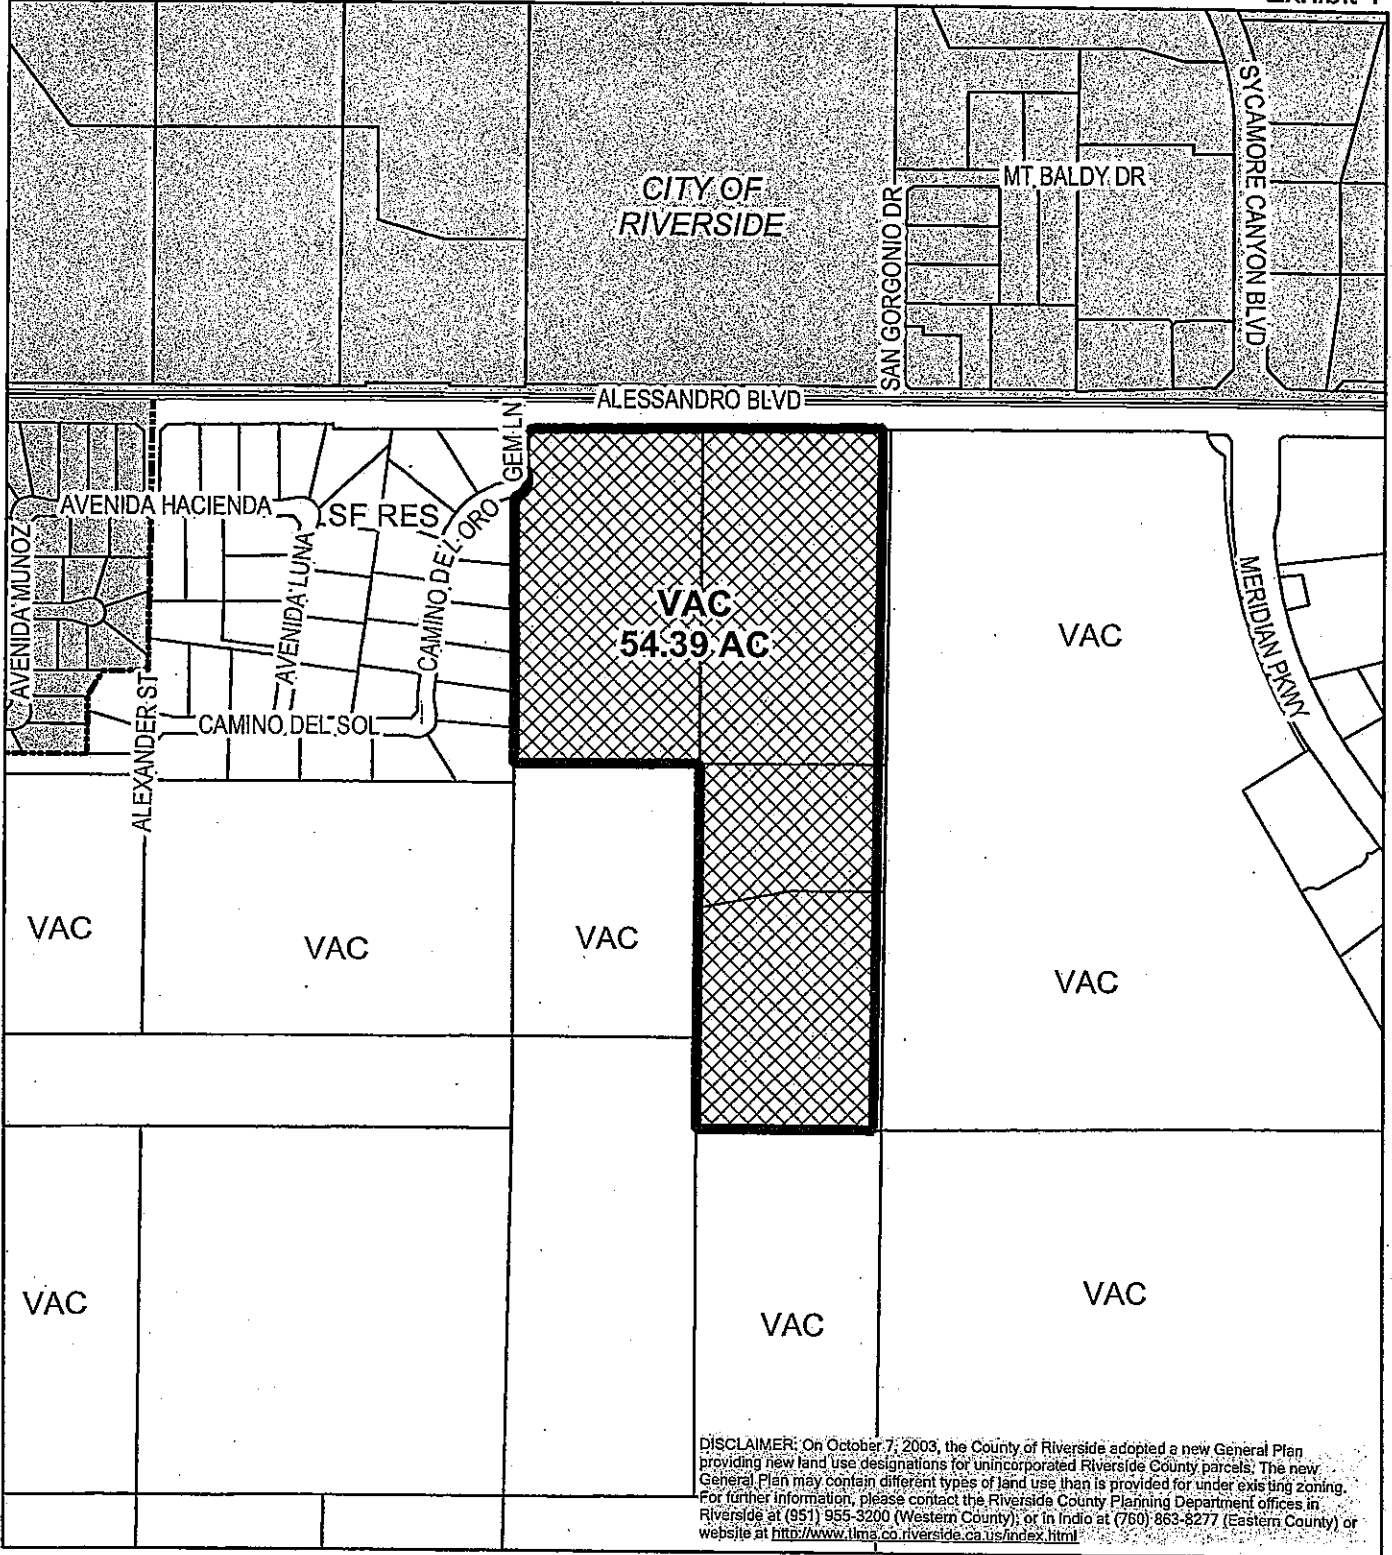 CITY OF
RIVERSIDE
MT BALDY DR
SAN GORGONIO DR
SYCAMORE CANYON BLVD
ALESSANDRO BLVD
GEM LN
AVENIDA HACIENDA
SF RES
AVENIDA MUNOZ
AVENIDA LUNA
CAMINO DEL ORO
VAC
54.39 AC
VAC
MERIDIAN PKWY
ALEXANDER ST
CAMINO DEL SOL
VAC
VAC
VAC
VAC
VAC
VAC
VAC
DISCLAIMER: On October 7, 2003, the County of Riverside adopted a new General Plan
providing new land use designations for unincorporated Riverside County parcels. The new
General Plan may contain different types of land use than is provided for under existing zoning.
For further information, please contact the Riverside County Planning Department offices in
Riverside at (951) 955-3200 (Western County), or in Indio at (760) 863-8277 (Eastern County) or
website at http://www.tlma.co.riverside.ca.us/index.html